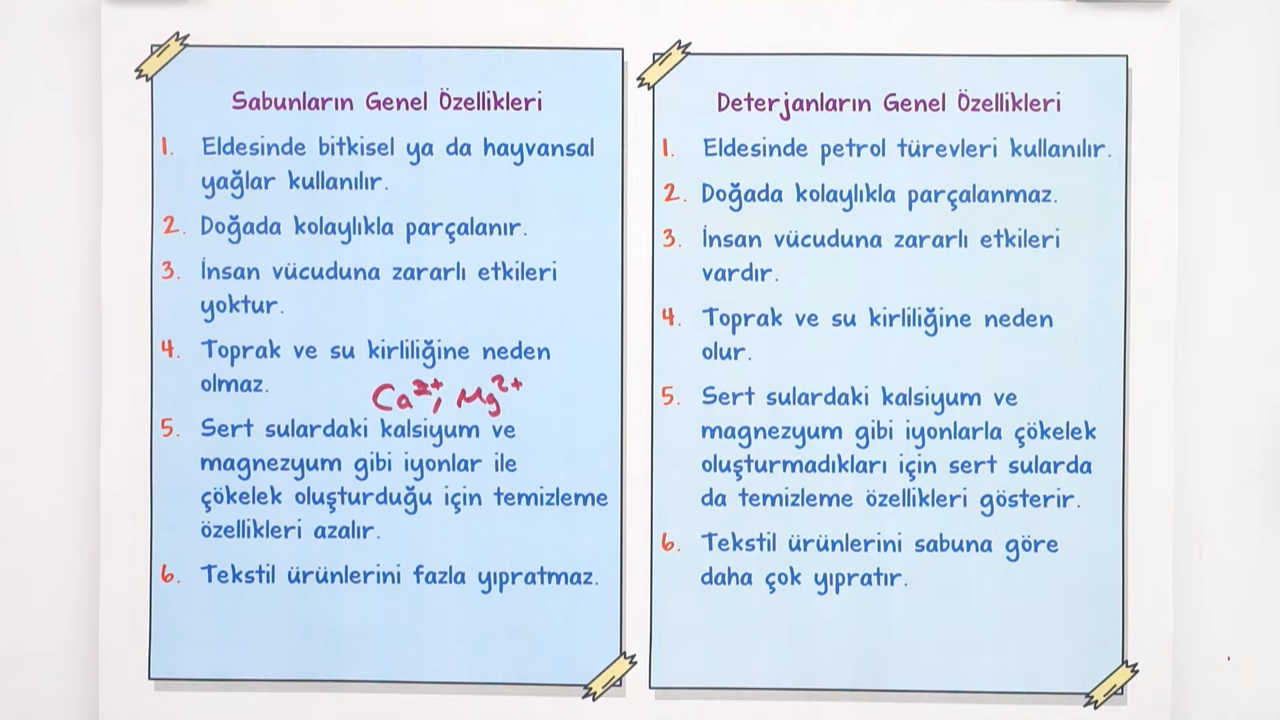 Sabunların Genel Özellikleri
1. Eldesinde bitkisel ya da hayvansal
yağlar kullanılır.
2. Doğada kolaylıkla parçalanır.
3. İnsan vücuduna zararlı etkileri
yoktur.
4. Toprak ve su kirliliğine neden
olmaz.
Ca²⁺, Mg²⁺
5. Sert sulardaki kalsiyum ve
magnezyum gibi iyonlar ile
çökelek oluşturduğu için temizleme
özellikleri azalır.
6. Tekstil ürünlerini fazla yıpratmaz.
Deterjanların Genel Özellikleri
1. Eldesinde petrol türevleri kullanılır.
2. Doğada kolaylıkla parçalanmaz.
3. İnsan vücuduna zararlı etkileri
vardır.
4. Toprak ve su kirliliğine neden
olur.
5. Sert sulardaki kalsiyum ve
magnezyum gibi iyonlarla çökelek
oluşturmadıkları için sert sularda
da temizleme özellikleri gösterir.
6. Tekstil ürünlerini sabuna göre
daha çok yıpratır.